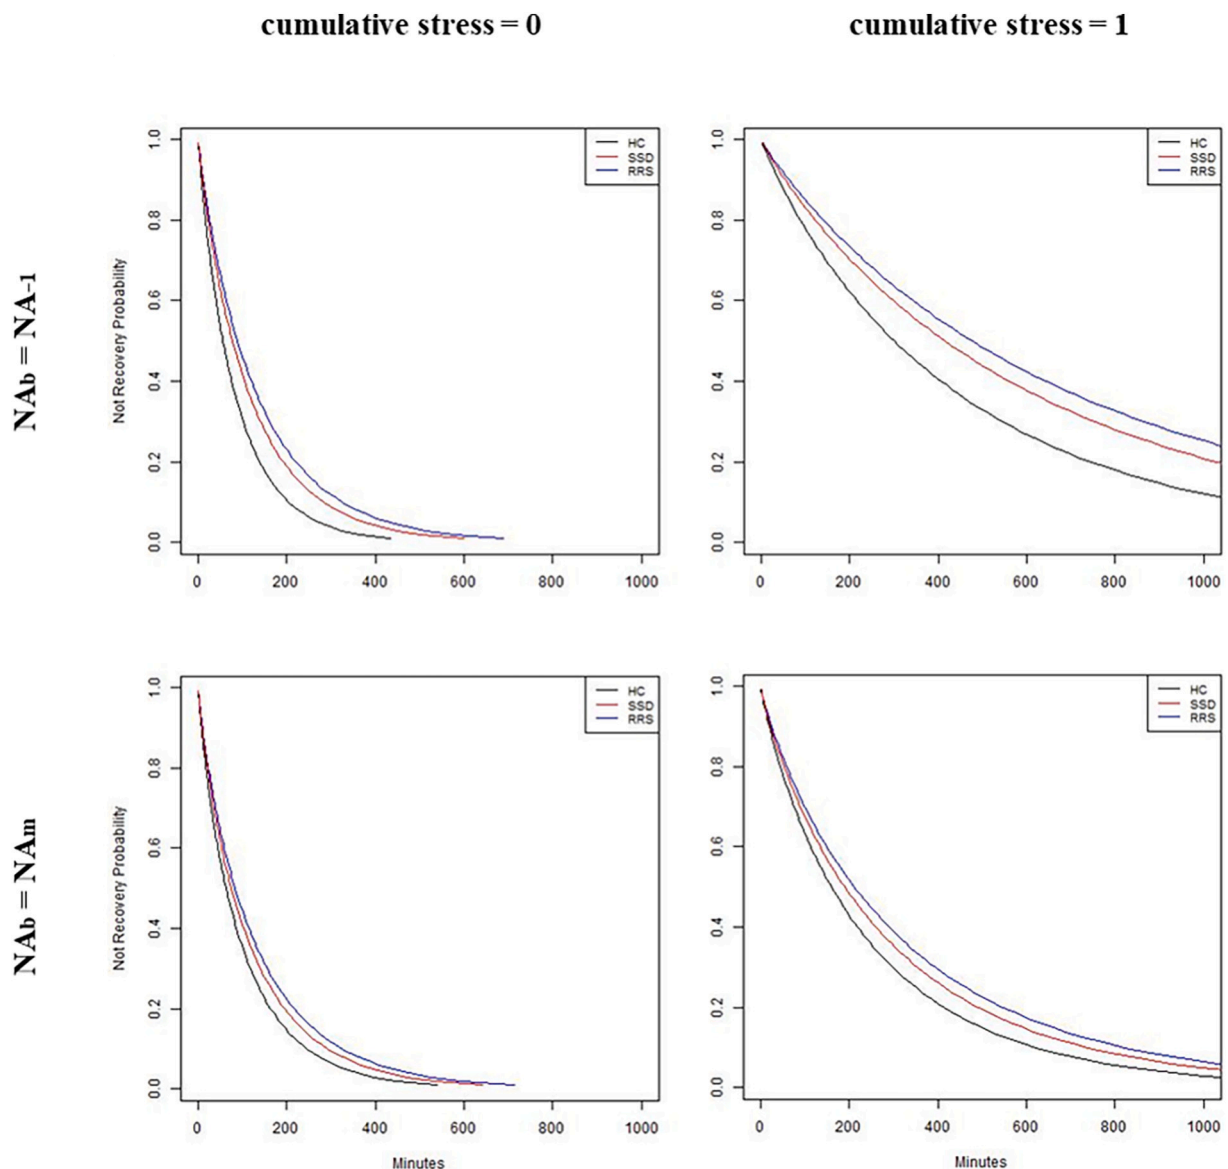 cumulative stress = 0
cumulative stress = 1
NAb = NA-1
Not Recovery Probability
1.0
0.8
0.6
0.4
0.2
0.0
HC
SSD
RRS
0 200 400 600 800 1000
1.0
0.8
0.6
0.4
0.2
0.0
HC
SSD
RRS
0 200 400 600 800 1000
NAb = NAm
Not Recovery Probability
1.0
0.8
0.6
0.4
0.2
0.0
HC
SSD
RRS
0 200 400 600 800 1000
Minutes
1.0
0.8
0.6
0.4
0.2
0.0
HC
SSD
RRS
0 200 400 600 800 1000
Minutes